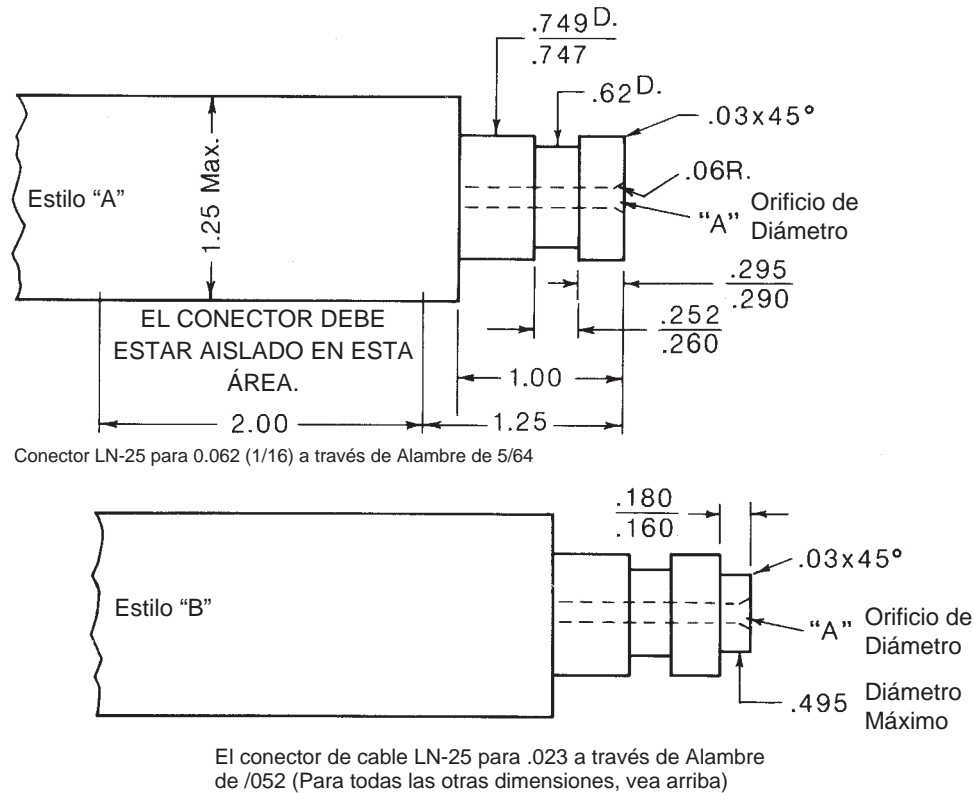 .749 D.
.747
.62 D.
.03x45°
.06R.
Estilo “A”
1.25 Max.
“A” Orificio de
Diámetro
.295
.290
.252
.260
EL CONECTOR DEBE
ESTAR AISLADO EN ESTA
ÁREA.
1.00
2.00
1.25
Conector LN-25 para 0.062 (1/16) a través de Alambre de 5/64
.180
.160
.03x45°
Estilo “B”
“A” Orificio de
Diámetro
.495 Diámetro
Máximo
El conector de cable LN-25 para .023 a través de Alambre
de /052 (Para todas las otras dimensiones, vea arriba)